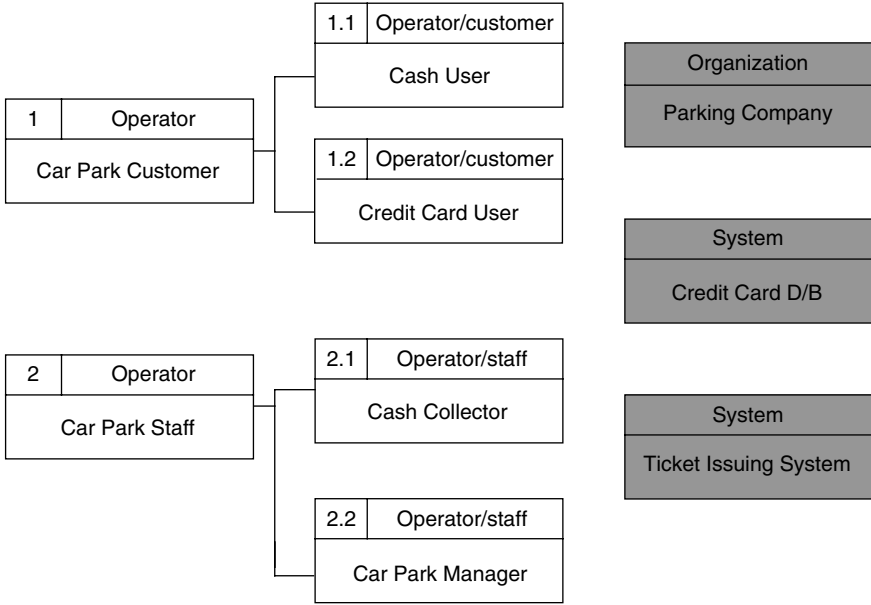 1 Operator
Car Park Customer
1.1 Operator/customer
Cash User
1.2 Operator/customer
Credit Card User
2 Operator
Car Park Staff
2.1 Operator/staff
Cash Collector
2.2 Operator/staff
Car Park Manager
Organization
Parking Company
System
Credit Card D/B
System
Ticket Issuing System